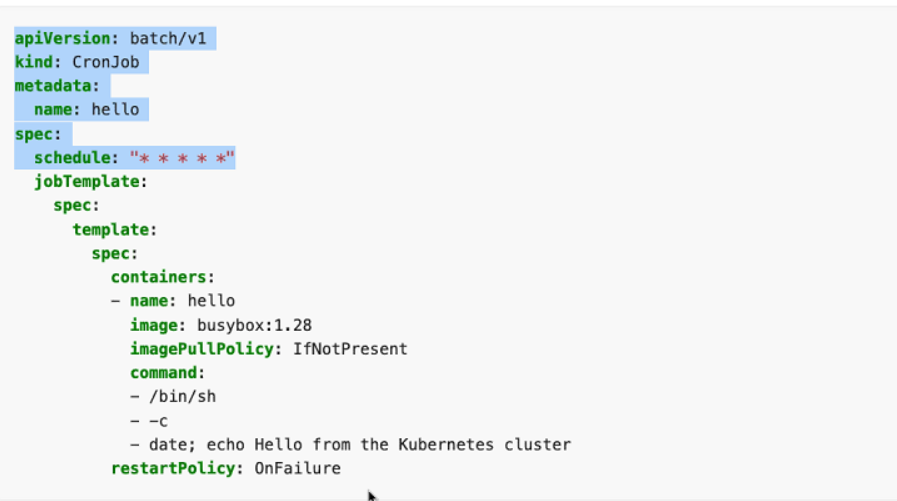 apiVersion: batch/v1
kind: CronJob
metadata:
  name: hello
spec:
  schedule: "* * * * *"
  jobTemplate:
    spec:
      template:
        spec:
          containers:
          - name: hello
            image: busybox:1.28
            imagePullPolicy: IfNotPresent
            command:
            - /bin/sh
            - -c
            - date; echo Hello from the Kubernetes cluster
          restartPolicy: OnFailure